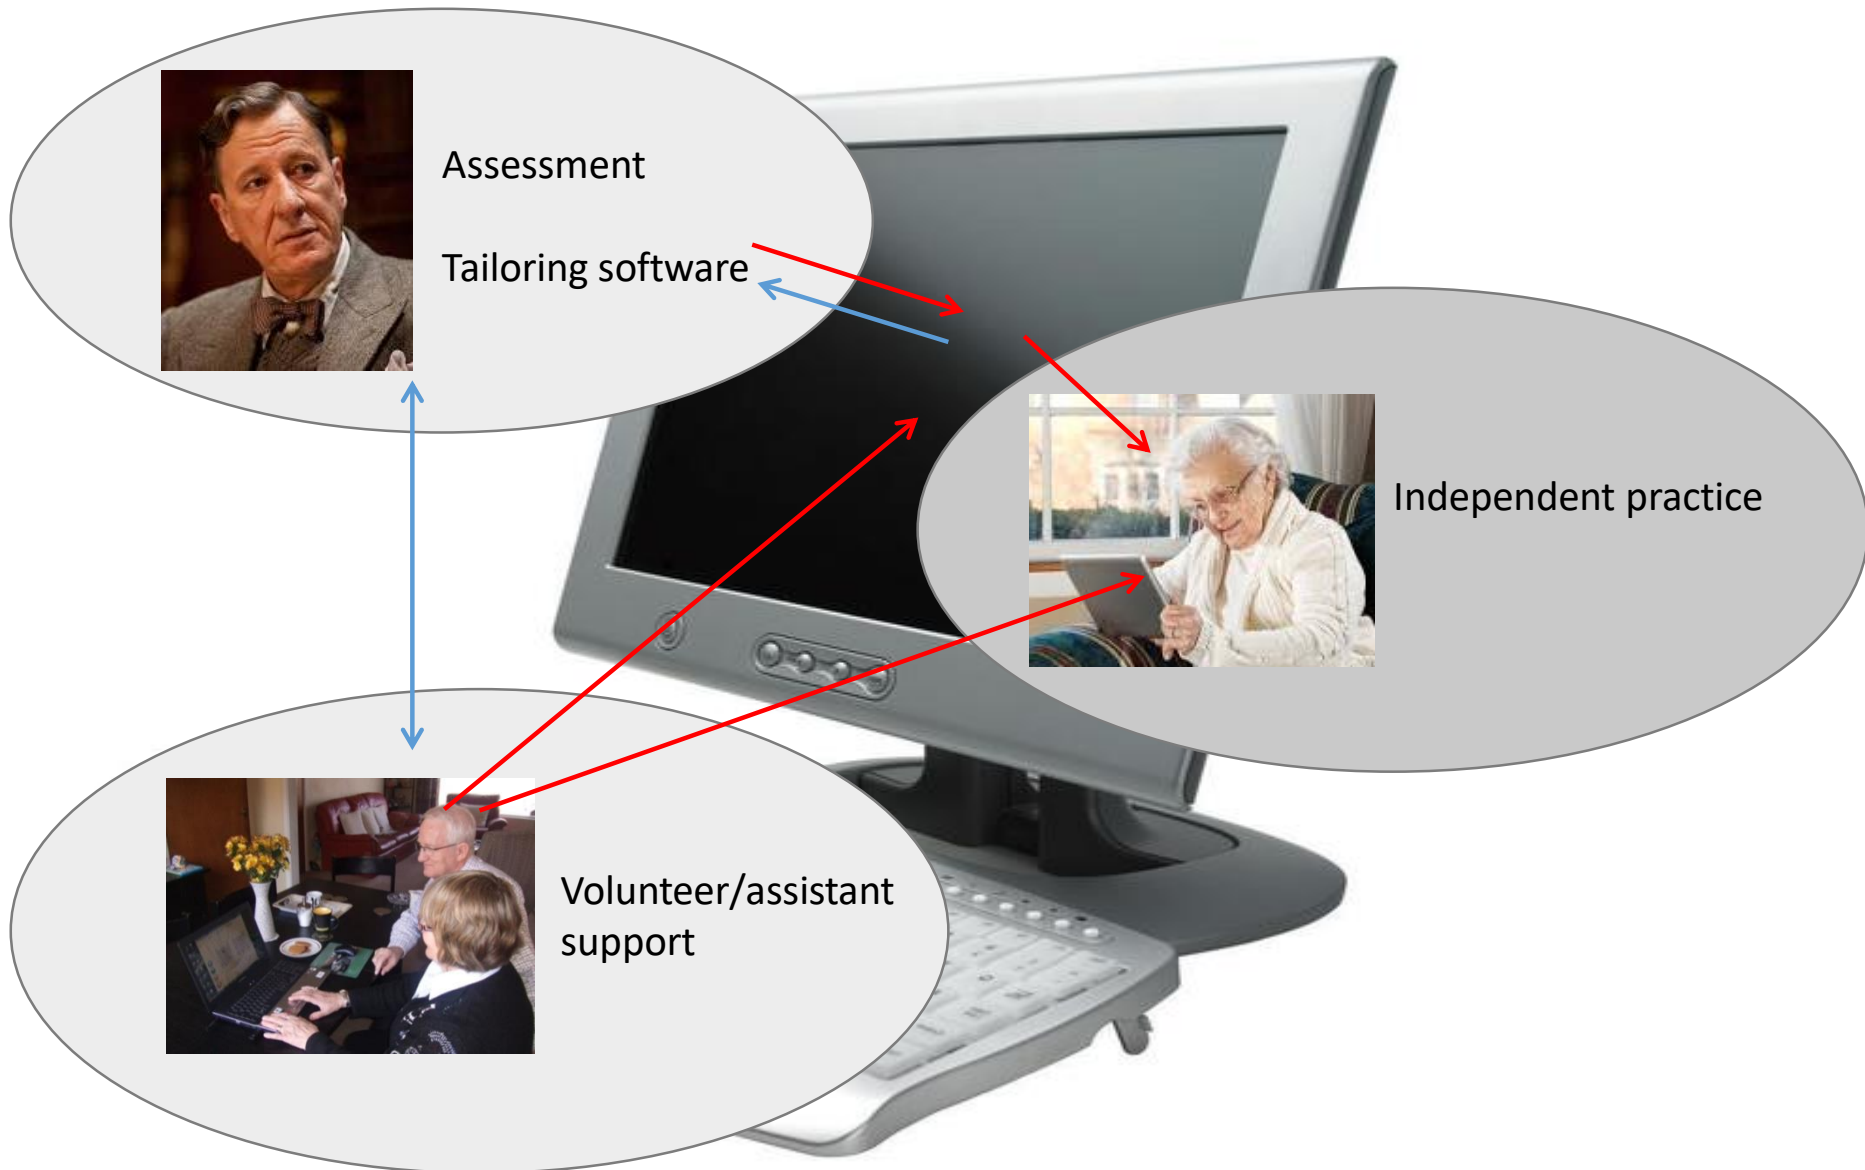 Assessment
Tailoring software
Independent practice
Volunteer/assistant
support